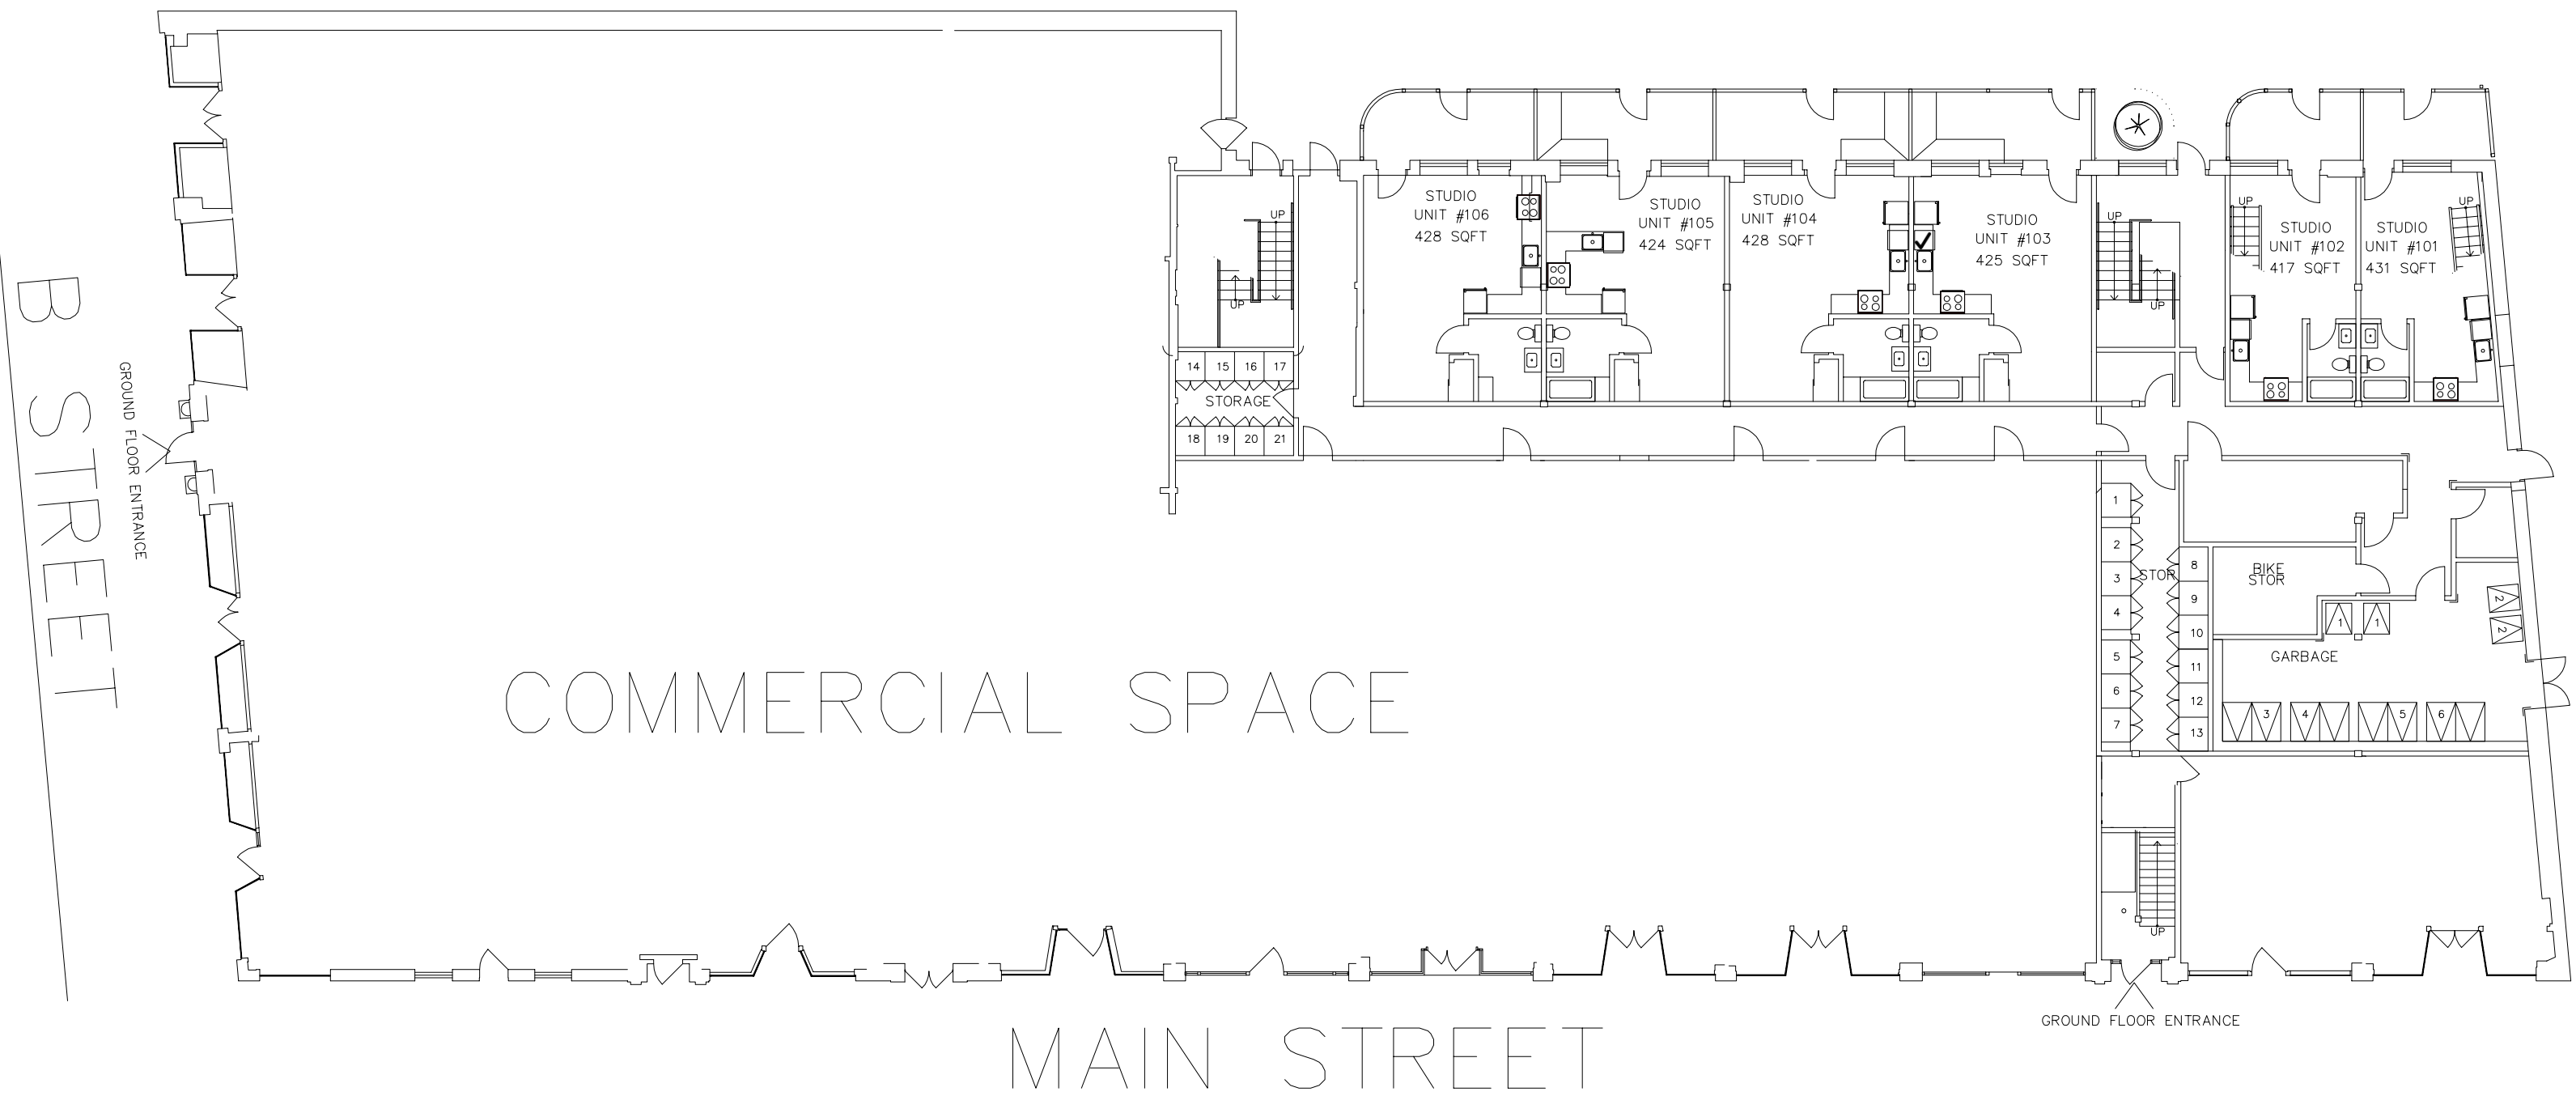 STUDIO
UNIT #106
428 SQFT
STUDIO
UNIT #105
424 SQFT
STUDIO
UNIT #104
428 SQFT
STUDIO
UNIT #103
425 SQFT
STUDIO
UNIT #102
417 SQFT
STUDIO
UNIT #101
431 SQFT
UP
UP
UP
UP
UP
UP
14 15 16 17
STORAGE
18 19 20 21
B STREET
GROUND FLOOR ENTRANCE
1
2
3
4
5
6
7
STOR
8
9
10
11
12
13
BIKE
STOR
1 1
2
2
GARBAGE
3 4 5 6
COMMERCIAL SPACE
UP
GROUND FLOOR ENTRANCE
MAIN STREET